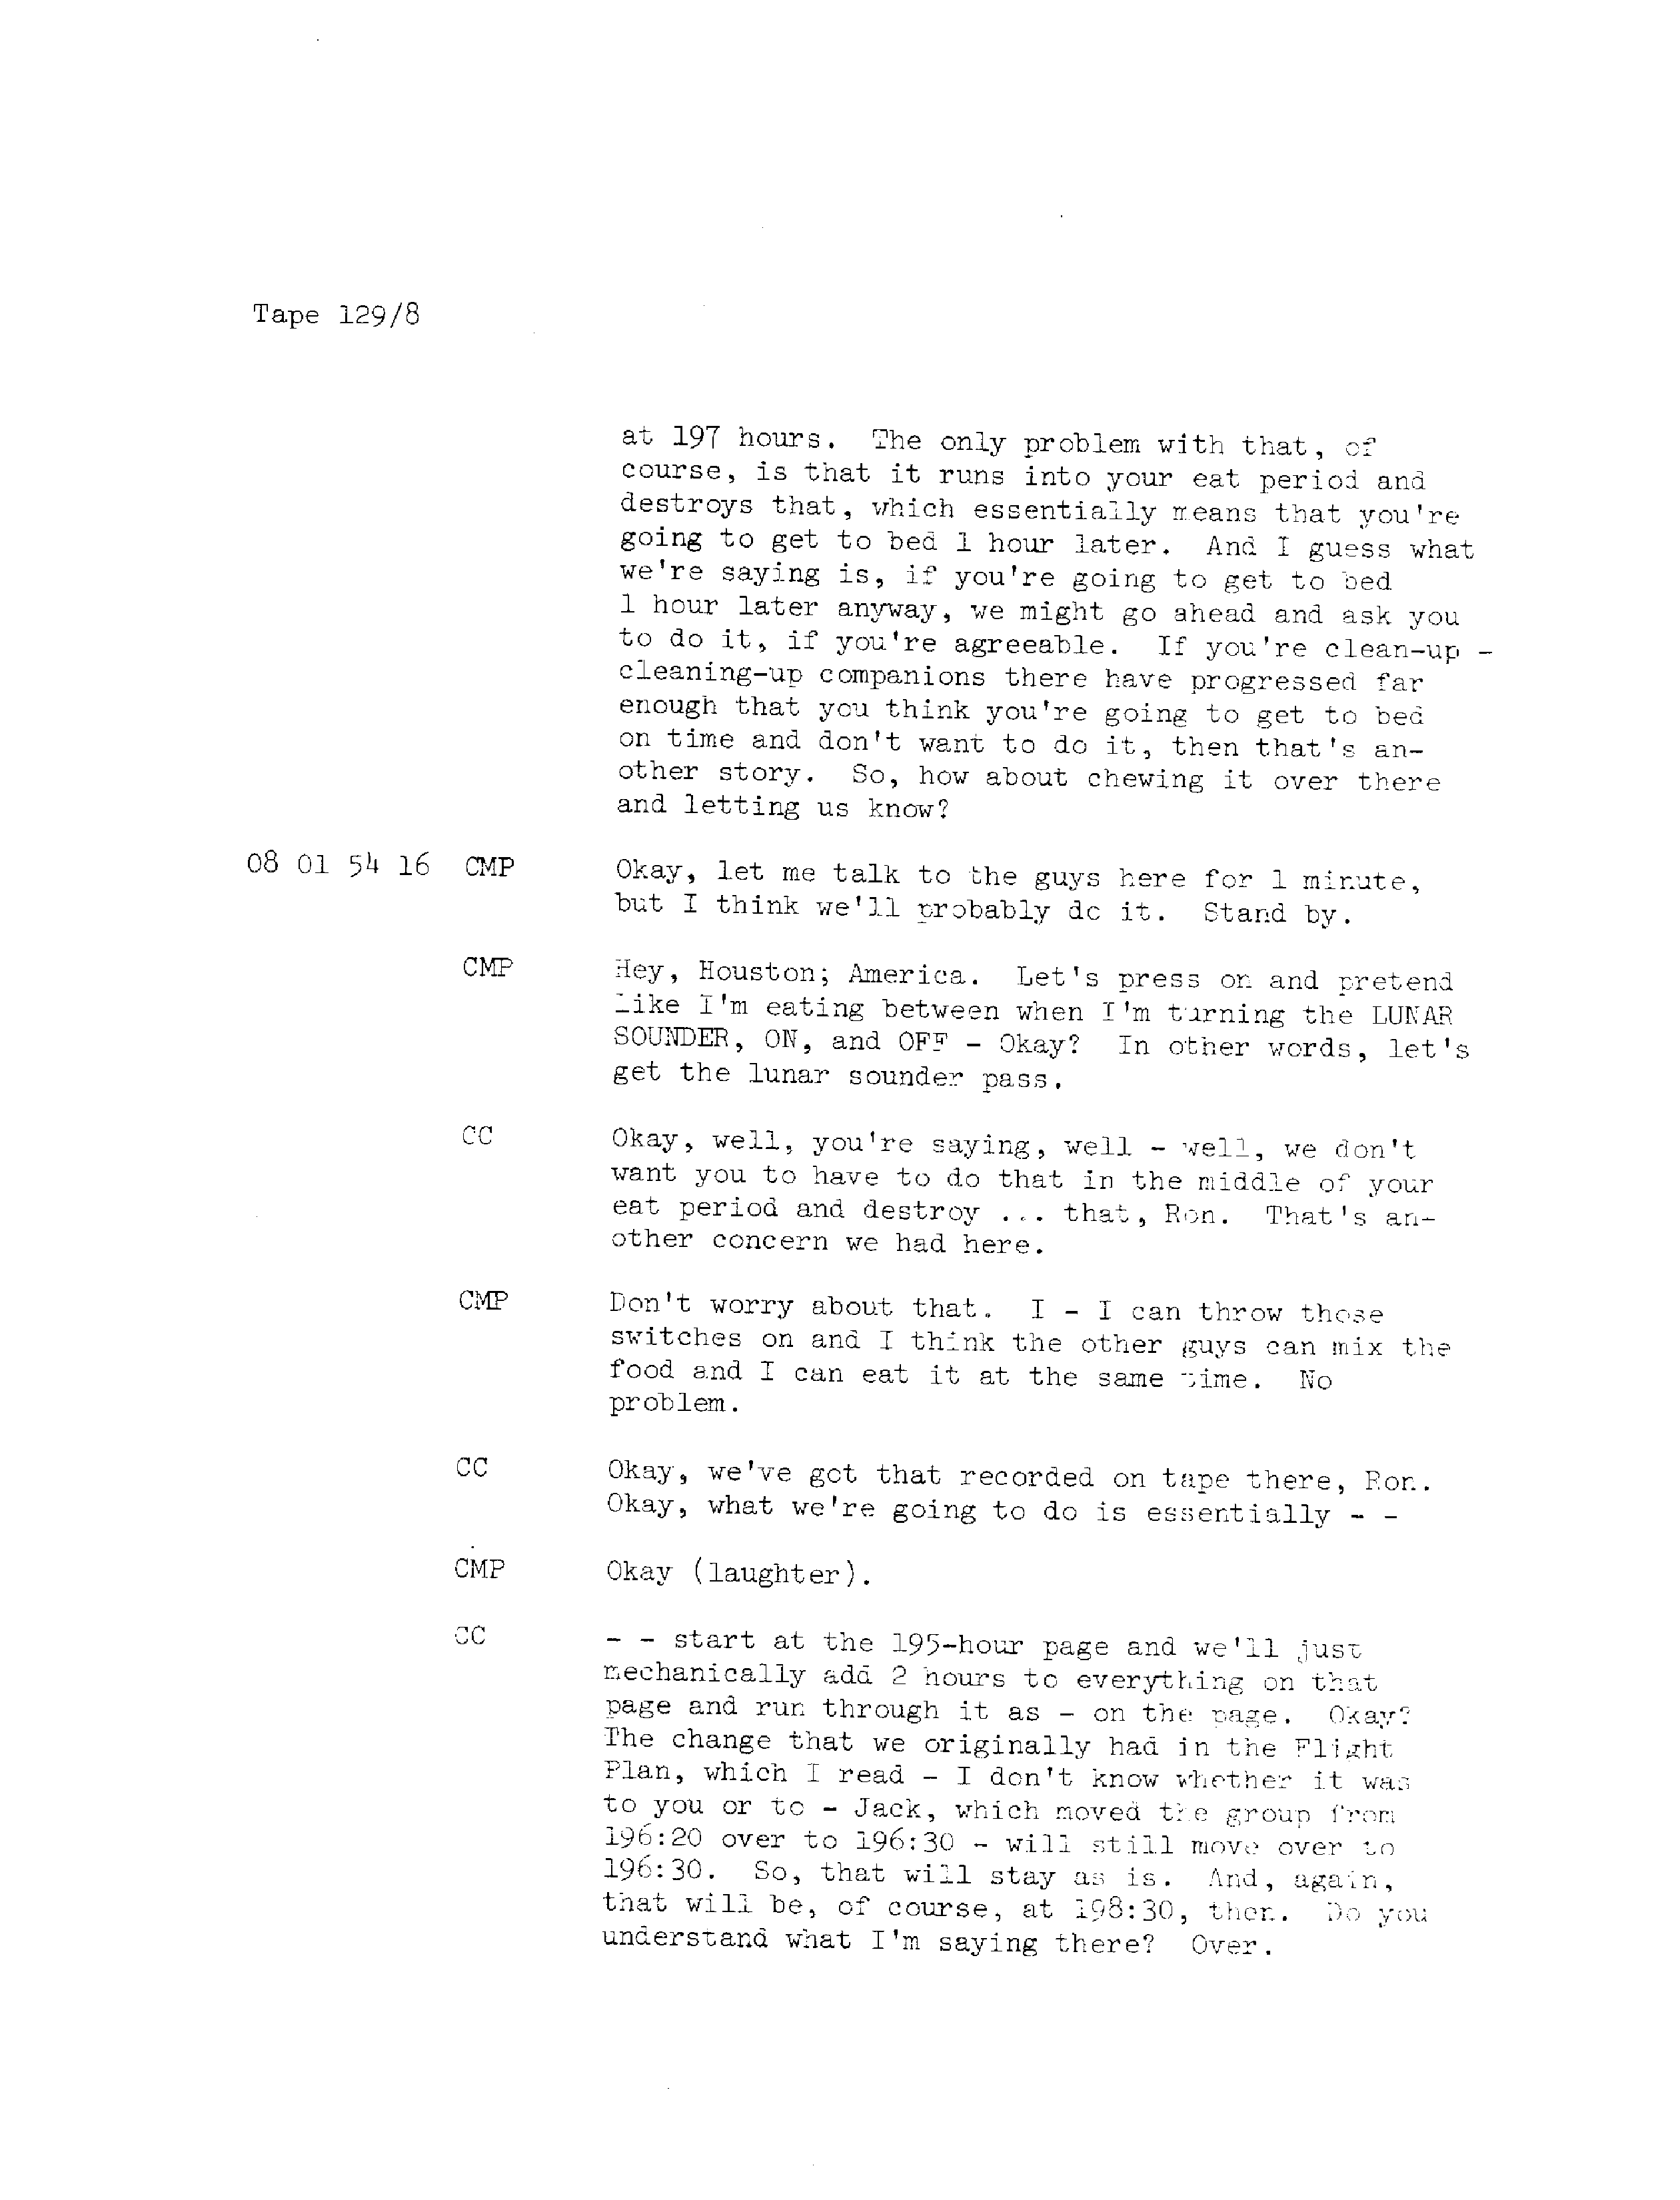 Tape 129/8
at 197 hours. The only problem with that, of
course, is that it runs into your eat period and
destroys that, which essentially means that you're
going to get to bed 1 hour later. And I guess what
we're saying is, if you're going to get to bed
1 hour later anyway, we might go ahead and ask you
to do it, if you're agreeable. If you're clean-up -
cleaning-up companions there have progressed far
enough that you think you're going to get to bed
on time and don't want to do it, then that's an-
other story. So, how about chewing it over there
and letting us know?
08 01 54 16 CMP Okay, let me talk to the guys here for 1 minute,
but I think we'll probably do it. Stand by.
CMP Hey, Houston; America. Let's press on and pretend
like I'm eating between when I'm turning the LUNAR
SOUNDER, ON, and OFF - Okay? In other words, let's
get the lunar sounder pass.
CC Okay, well, you're saying, well - well, we don't
want you to have to do that in the middle of your
eat period and destroy ... that, Ron. That's an-
other concern we had here.
CMP Don't worry about that. I - I can throw those
switches on and I think the other guys can mix the
food and I can eat it at the same time. No
problem.
CC Okay, we've got that recorded on tape there, Ron.
Okay, what we're going to do is essentially - -
CMP Okay (laughter).
CC - - start at the 195-hour page and we'll just
mechanically add 2 hours to everything on that
page and run through it as - on the page. Okay?
The change that we originally had in the Flight
Plan, which I read - I don't know whether it was
to you or to - Jack, which moved the group from
196:20 over to 196:30 - will still move over to
196:30. So, that will stay as is. And, again,
that will be, of course, at 198:30, then. Do you
understand what I'm saying there? Over.